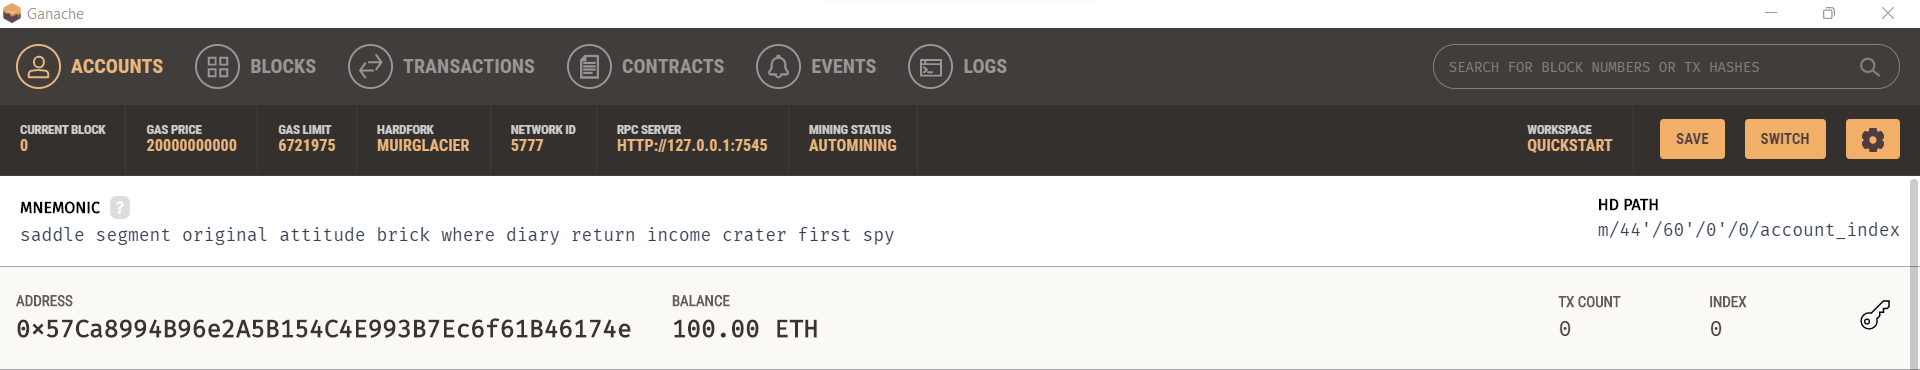 Ganache
ACCOUNTS BLOCKS TRANSACTIONS CONTRACTS EVENTS LOGS SEARCH FOR BLOCK NUMBERS OR TX HASHES
CURRENT BLOCK GAS PRICE GAS LIMIT HARDFORK NETWORK ID RPC SERVER MINING STATUS WORKSPACE
0 20000000000 6721975 MUIRGLACIER 5777 HTTP://127.0.0.1:7545 AUTOMINING QUICKSTART SAVE SWITCH
MNEMONIC ? HD PATH
saddle segment original attitude brick where diary return income crater first spy m/44'/60'/0'/0/account_index
ADDRESS BALANCE TX COUNT INDEX
0×57Ca8994B96e2A5B154C4E993B7Ec6f61B46174e 100.00 ETH 0 0